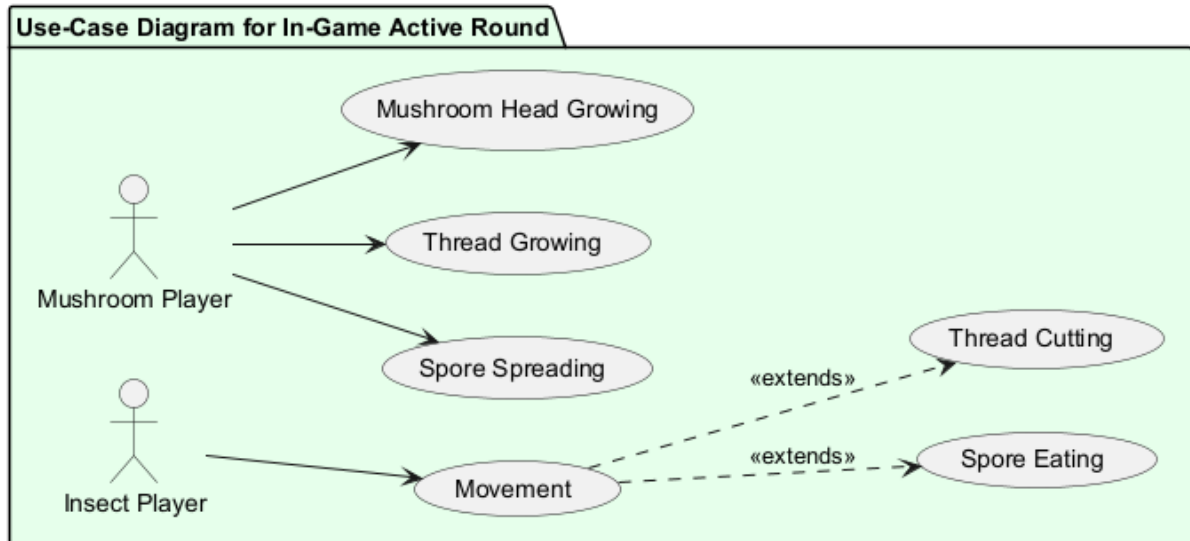 Use-Case Diagram for In-Game Active Round
Mushroom Head Growing
Thread Growing
Mushroom Player
Spore Spreading
Thread Cutting
«extends»
«extends»
Spore Eating
Movement
Insect Player